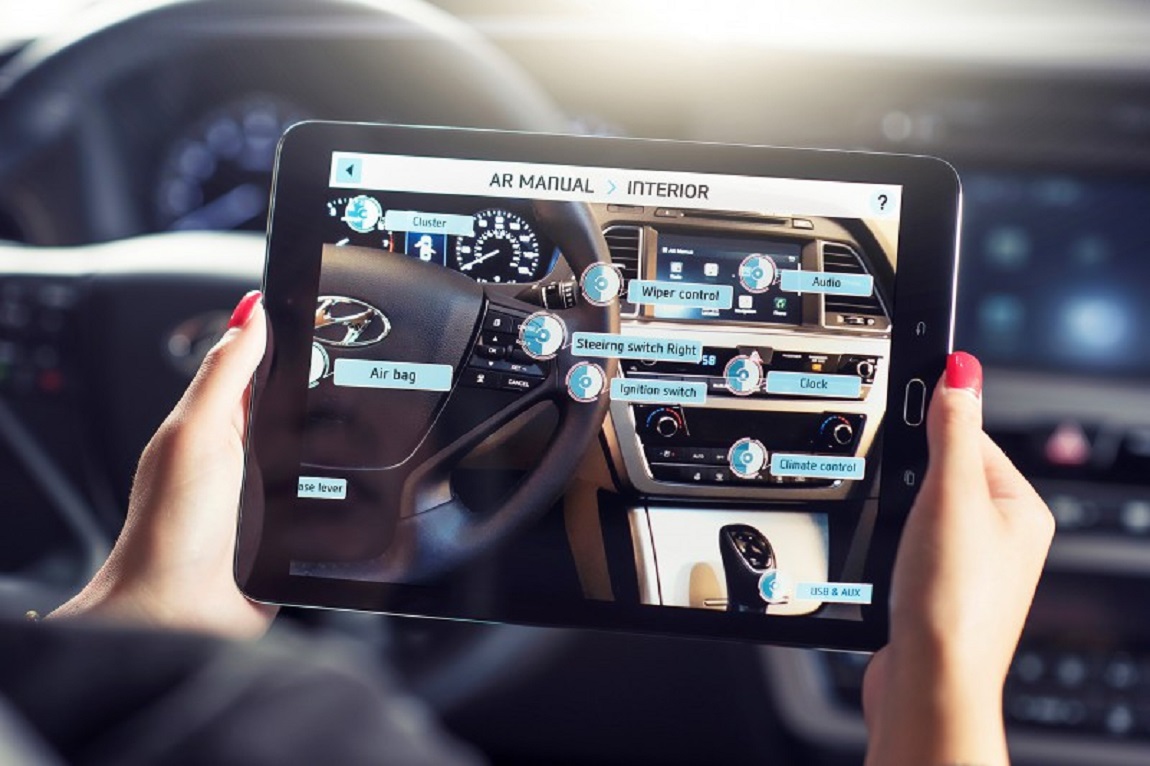 AR MANUAL > INTERIOR
?
Cluster
Wiper control
Audio
Steeirng switch Right
Air bag
Ignition switch
Clock
CANCEL
Climate control
ase lever
USB & AUX